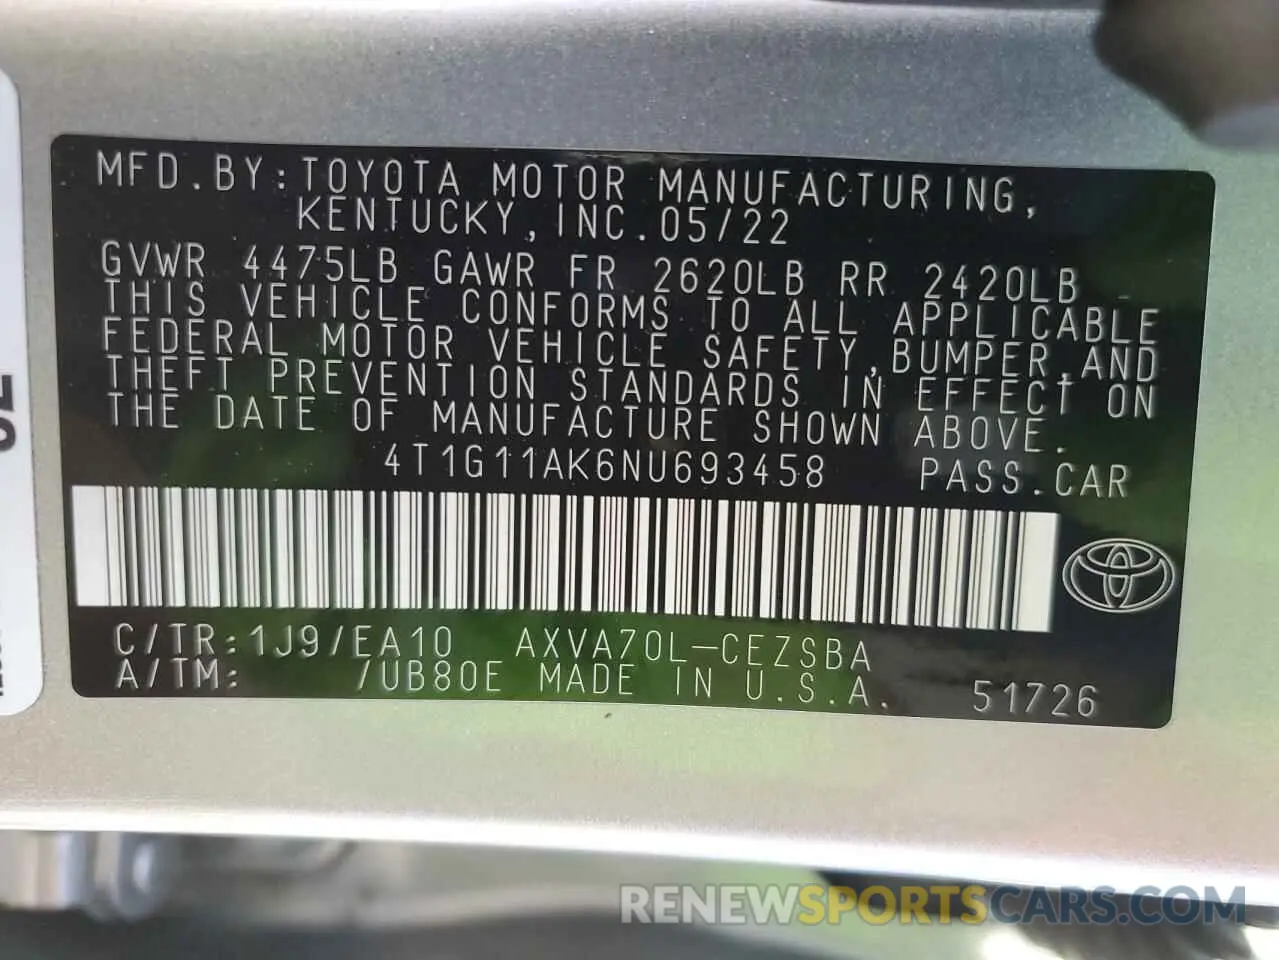 MFD.BY:TOYOTA MOTOR MANUFACTURING,
KENTUCKY,INC.05/22
GVWR 4475LB GAWR FR 2620LB RR 2420LB
THIS VEHICLE CONFORMS TO ALL APPLICABLE
FEDERAL MOTOR VEHICLE SAFETY,BUMPER,AND
THEFT PREVENTION STANDARDS IN EFFECT ON
THE DATE OF MANUFACTURE SHOWN ABOVE.
4T1G11AK6NU693458 PASS.CAR
C/TR:1J9/EA10 AXVA70L-CEZSBA
A/TM: /UB80E MADE IN U.S.A. 51726
RENEWSPORTSCARS.COM